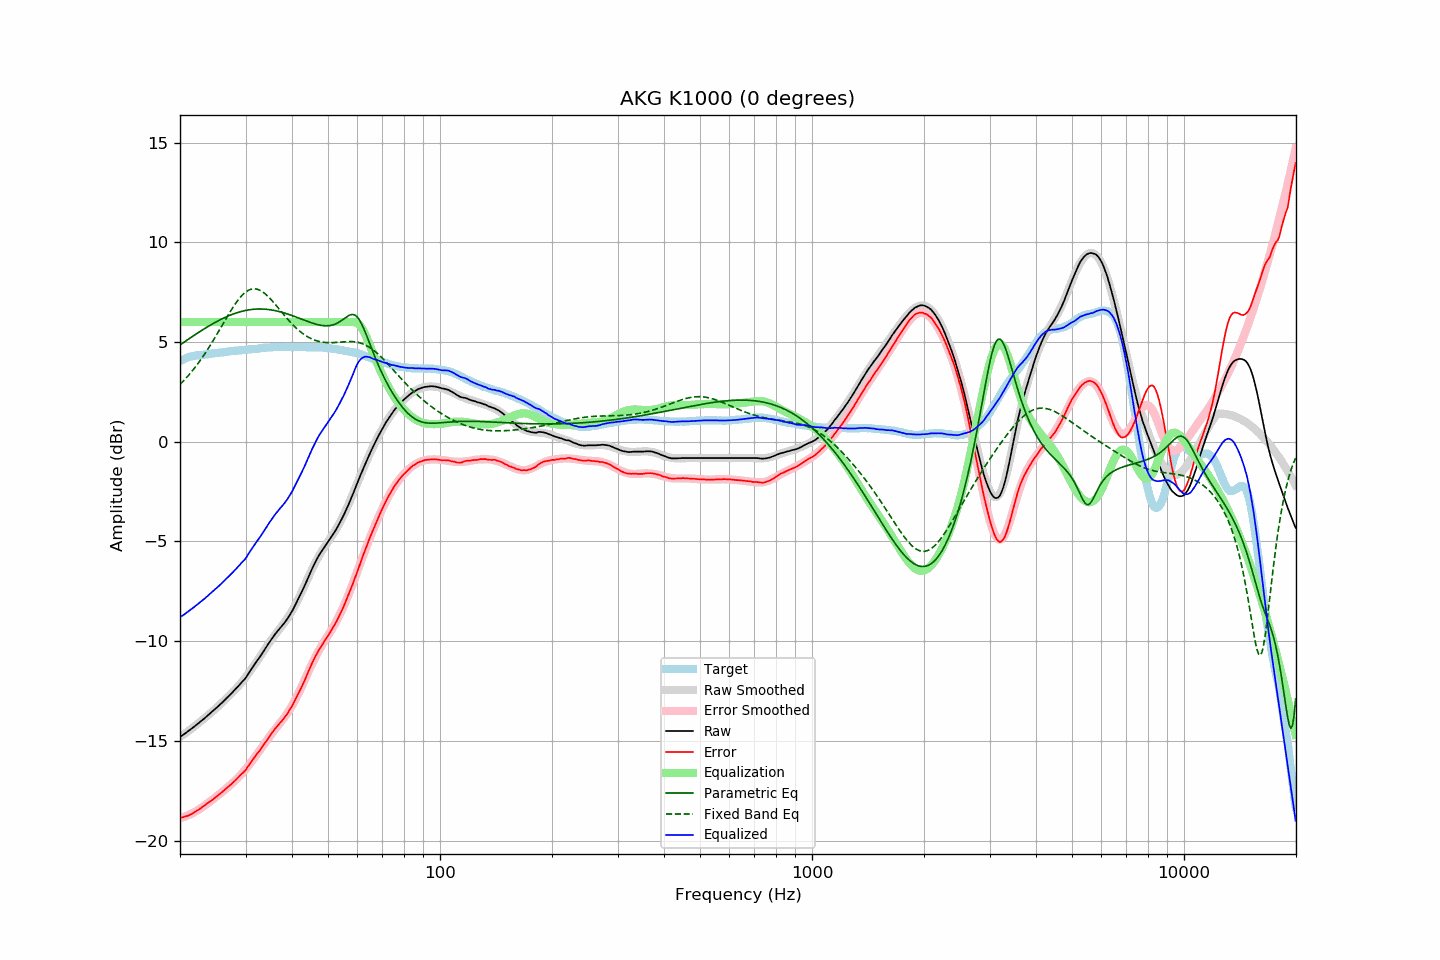 AKG K1000 (0 degrees)
15
10
5
0
−5
−10
−15
−20
Amplitude (dBr)
Target
Raw Smoothed
Error Smoothed
Raw
Error
Equalization
Parametric Eq
Fixed Band Eq
Equalized
100
1000
10000
Frequency (Hz)